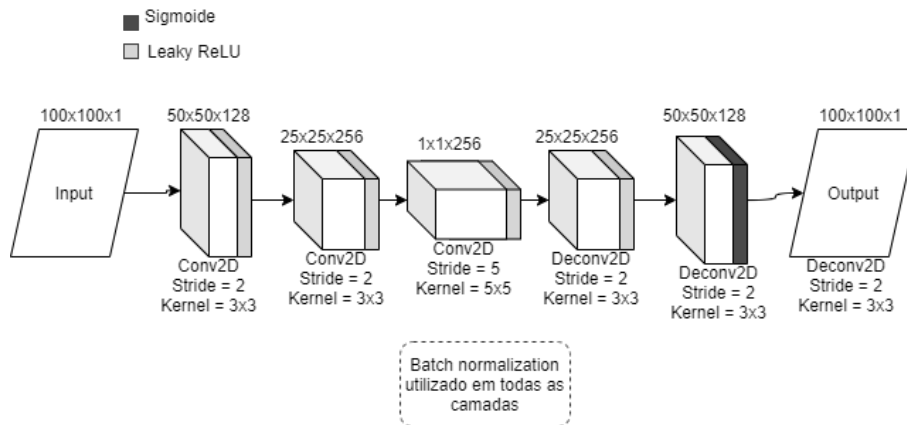 Sigmoide
Leaky ReLU
100x100x1
50x50x128
25x25x256
1x1x256
25x25x256
50x50x128
100x100x1
Input
Output
Conv2D
Stride = 2
Kernel = 3x3
Conv2D
Stride = 2
Kernel = 3x3
Conv2D
Stride = 5
Kernel = 5x5
Deconv2D
Stride = 2
Kernel = 3x3
Deconv2D
Stride = 2
Kernel = 3x3
Deconv2D
Stride = 2
Kernel = 3x3
Batch normalization
utilizado em todas as
camadas